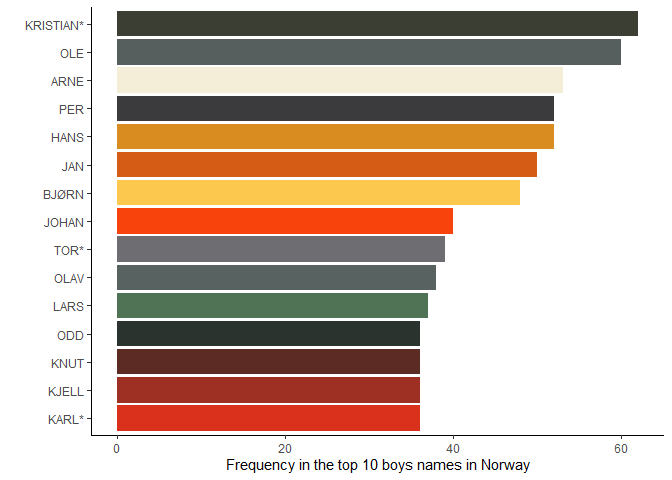 KRISTIAN*
OLE
ARNE
PER
HANS
JAN
BJØRN
JOHAN
TOR*
OLAV
LARS
ODD
KNUT
KJELL
KARL*
0 20 40 60
Frequency in the top 10 boys names in Norway